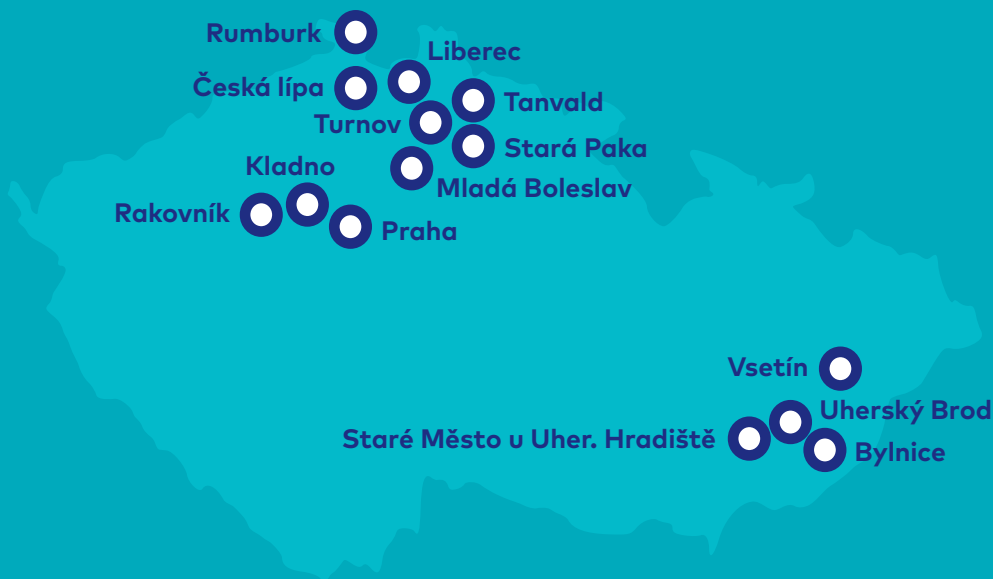 Rumburk
Liberec
Česká lípa
Tanvald
Turnov
Stará Paka
Kladno
Mladá Boleslav
Rakovník
Praha
Vsetín
Uherský Brod
Staré Město u Uher. Hradiště
Bylnice